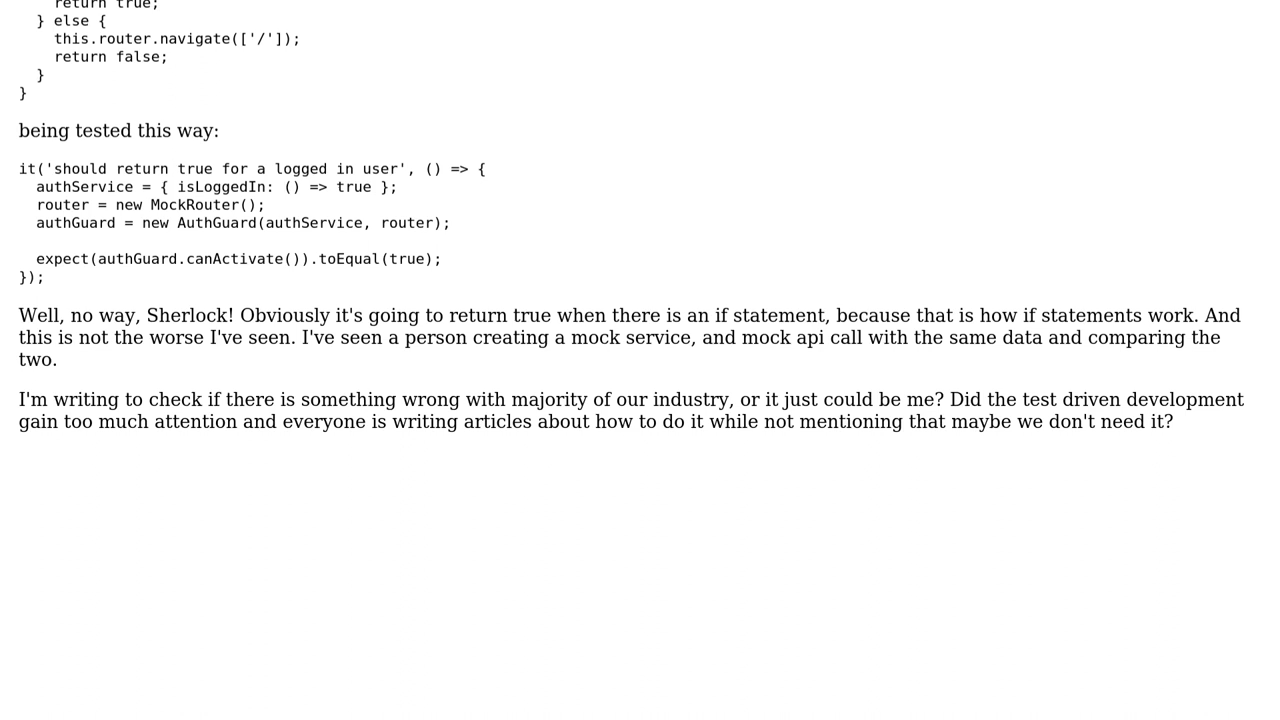 return true;
  } else {
    this.router.navigate(['/']);
    return false;
  }
}
being tested this way:
it('should return true for a logged in user', () => {
  authService = { isLoggedIn: () => true };
  router = new MockRouter();
  authGuard = new AuthGuard(authService, router);

  expect(authGuard.canActivate()).toEqual(true);
});
Well, no way, Sherlock! Obviously it's going to return true when there is an if statement, because that is how if statements work. And
this is not the worse I've seen. I've seen a person creating a mock service, and mock api call with the same data and comparing the
two.
I'm writing to check if there is something wrong with majority of our industry, or it just could be me? Did the test driven development
gain too much attention and everyone is writing articles about how to do it while not mentioning that maybe we don't need it?